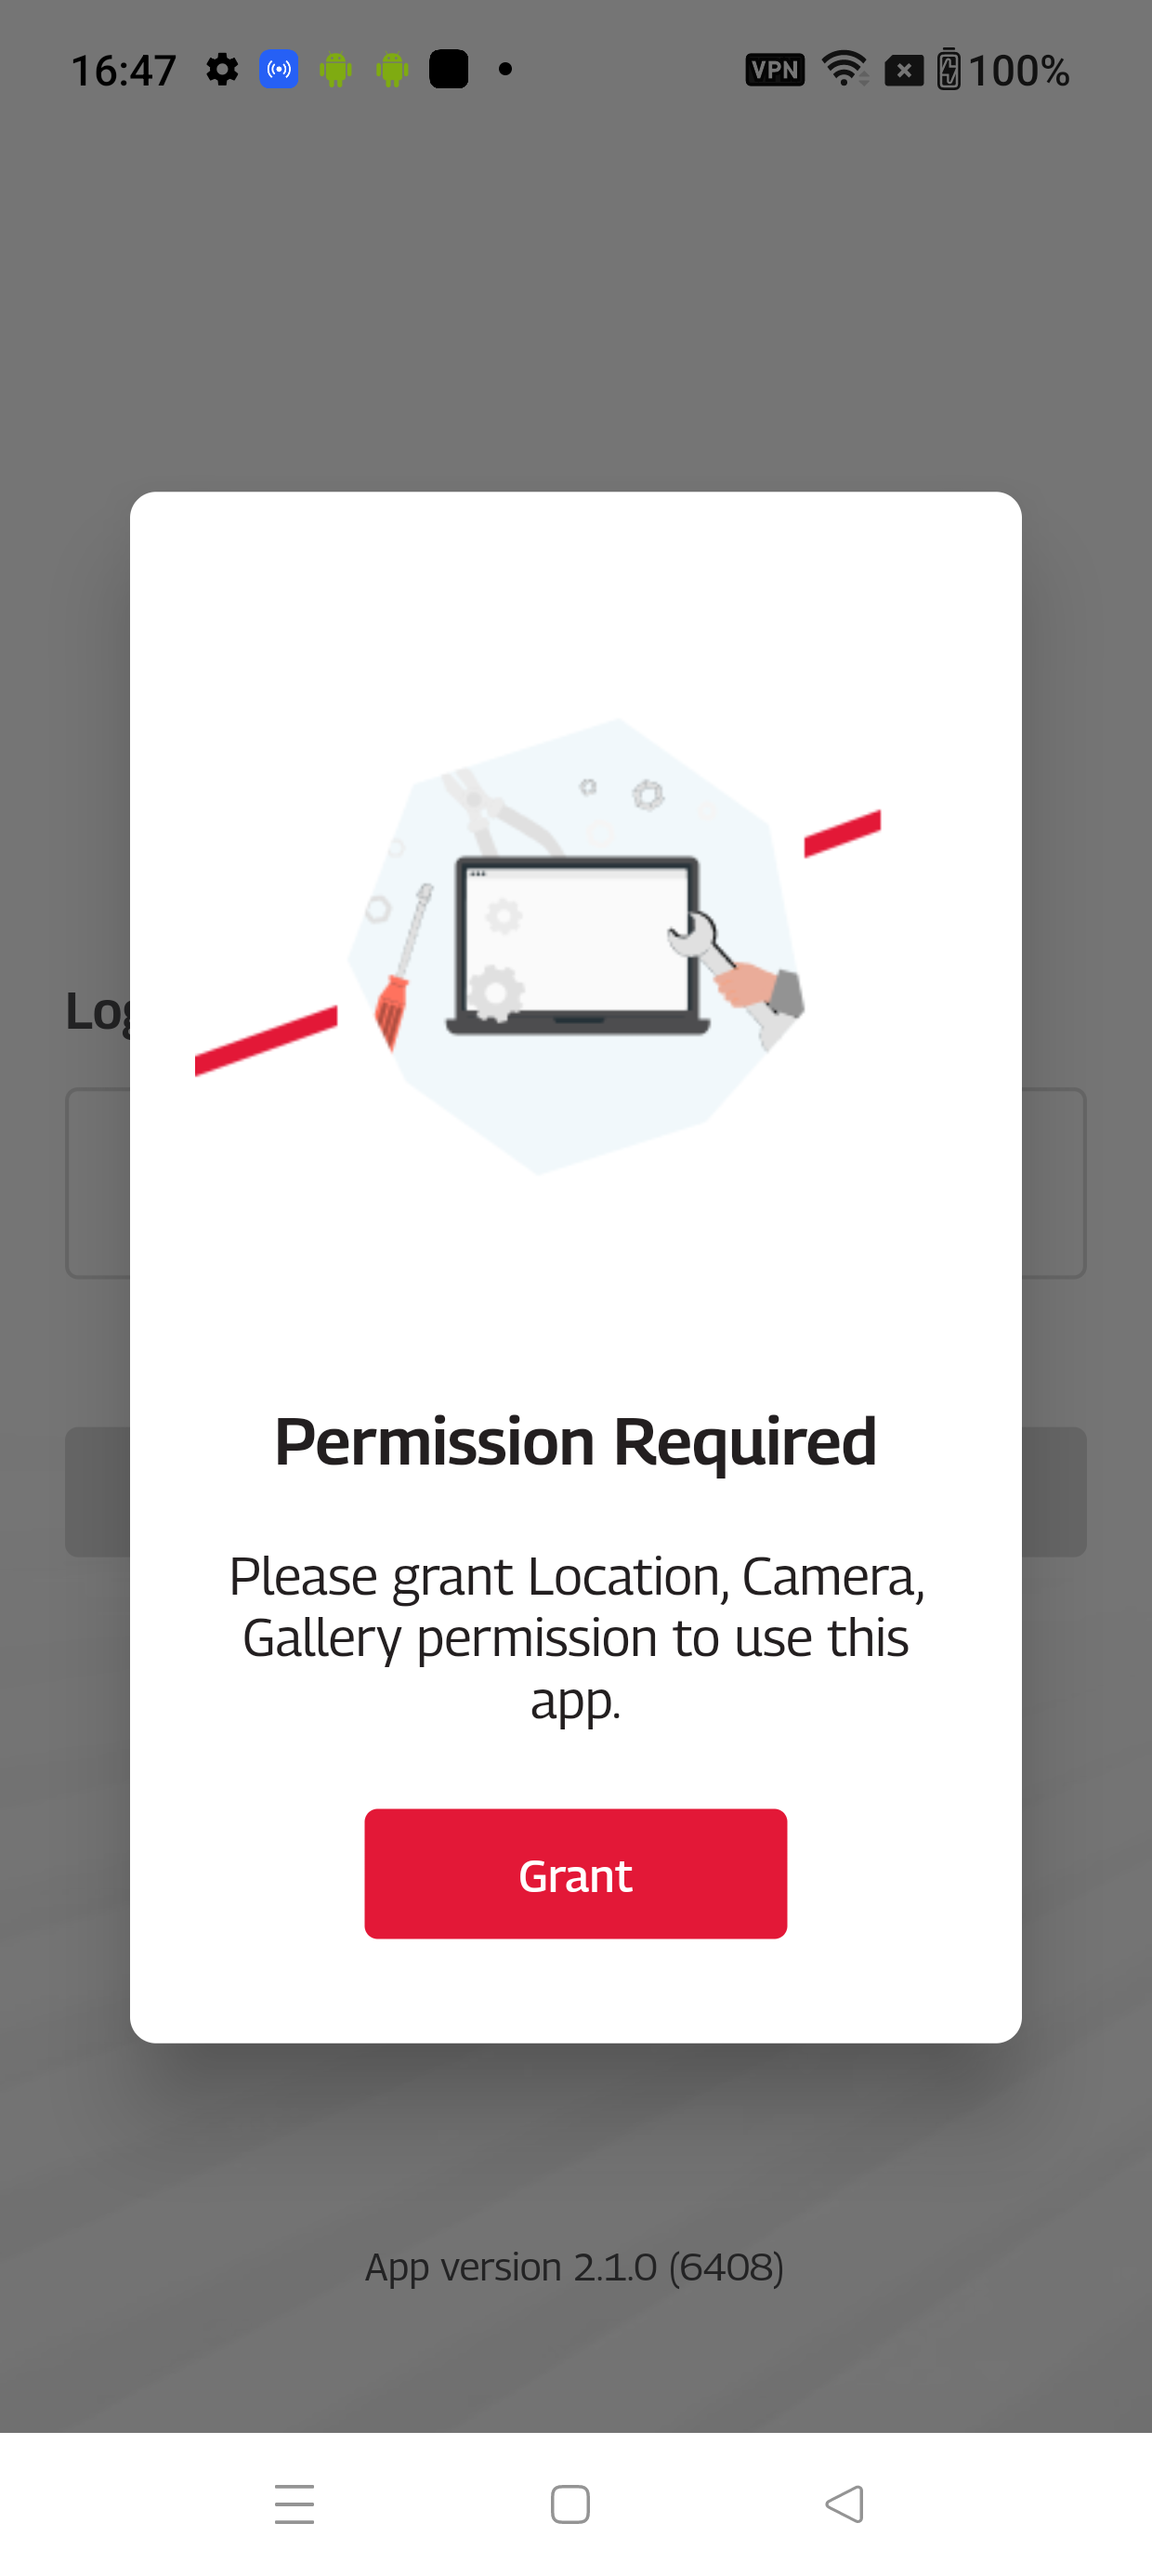 16:47
VPN
100%
Permission Required
Please grant Location, Camera,
Gallery permission to use this
app.
Grant
App version 2.1.0 (6408)